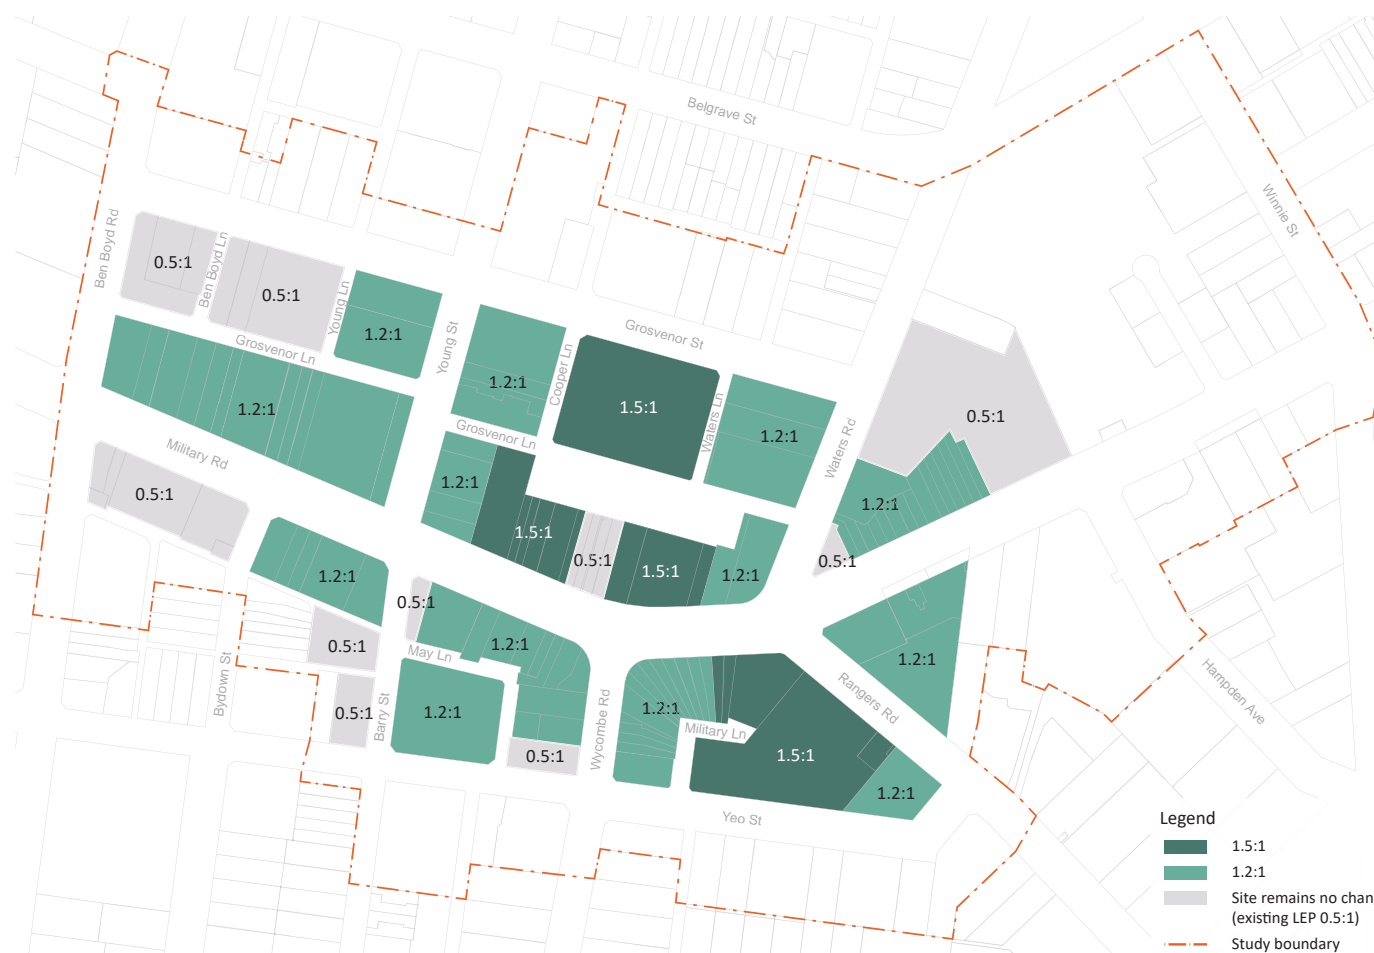 Belgrave St
Winnie St
Ben Boyd Rd
0.5:1
Ben Boyd Ln
0.5:1
Young Ln
1.2:1
Young St
Grosvenor St
Grosvenor Ln
1.2:1
Cooper Ln
1.5:1
Waters Ln
1.2:1
Waters Rd
0.5:1
1.2:1
Military Rd
Grosvenor Ln
0.5:1
1.2:1
1.5:1
0.5:1
1.5:1
1.2:1
1.2:1
0.5:1
1.2:1
0.5:1
1.2:1
0.5:1
May Ln
1.2:1
Rangers Rd
Hampden Ave
Bydown St
0.5:1
Barry St
1.2:1
0.5:1
Wycombe Rd
1.2:1
Military Ln
1.5:1
1.2:1
Yeo St
Legend
1.5:1
1.2:1
Site remains no chan
(existing LEP 0.5:1)
Study boundary